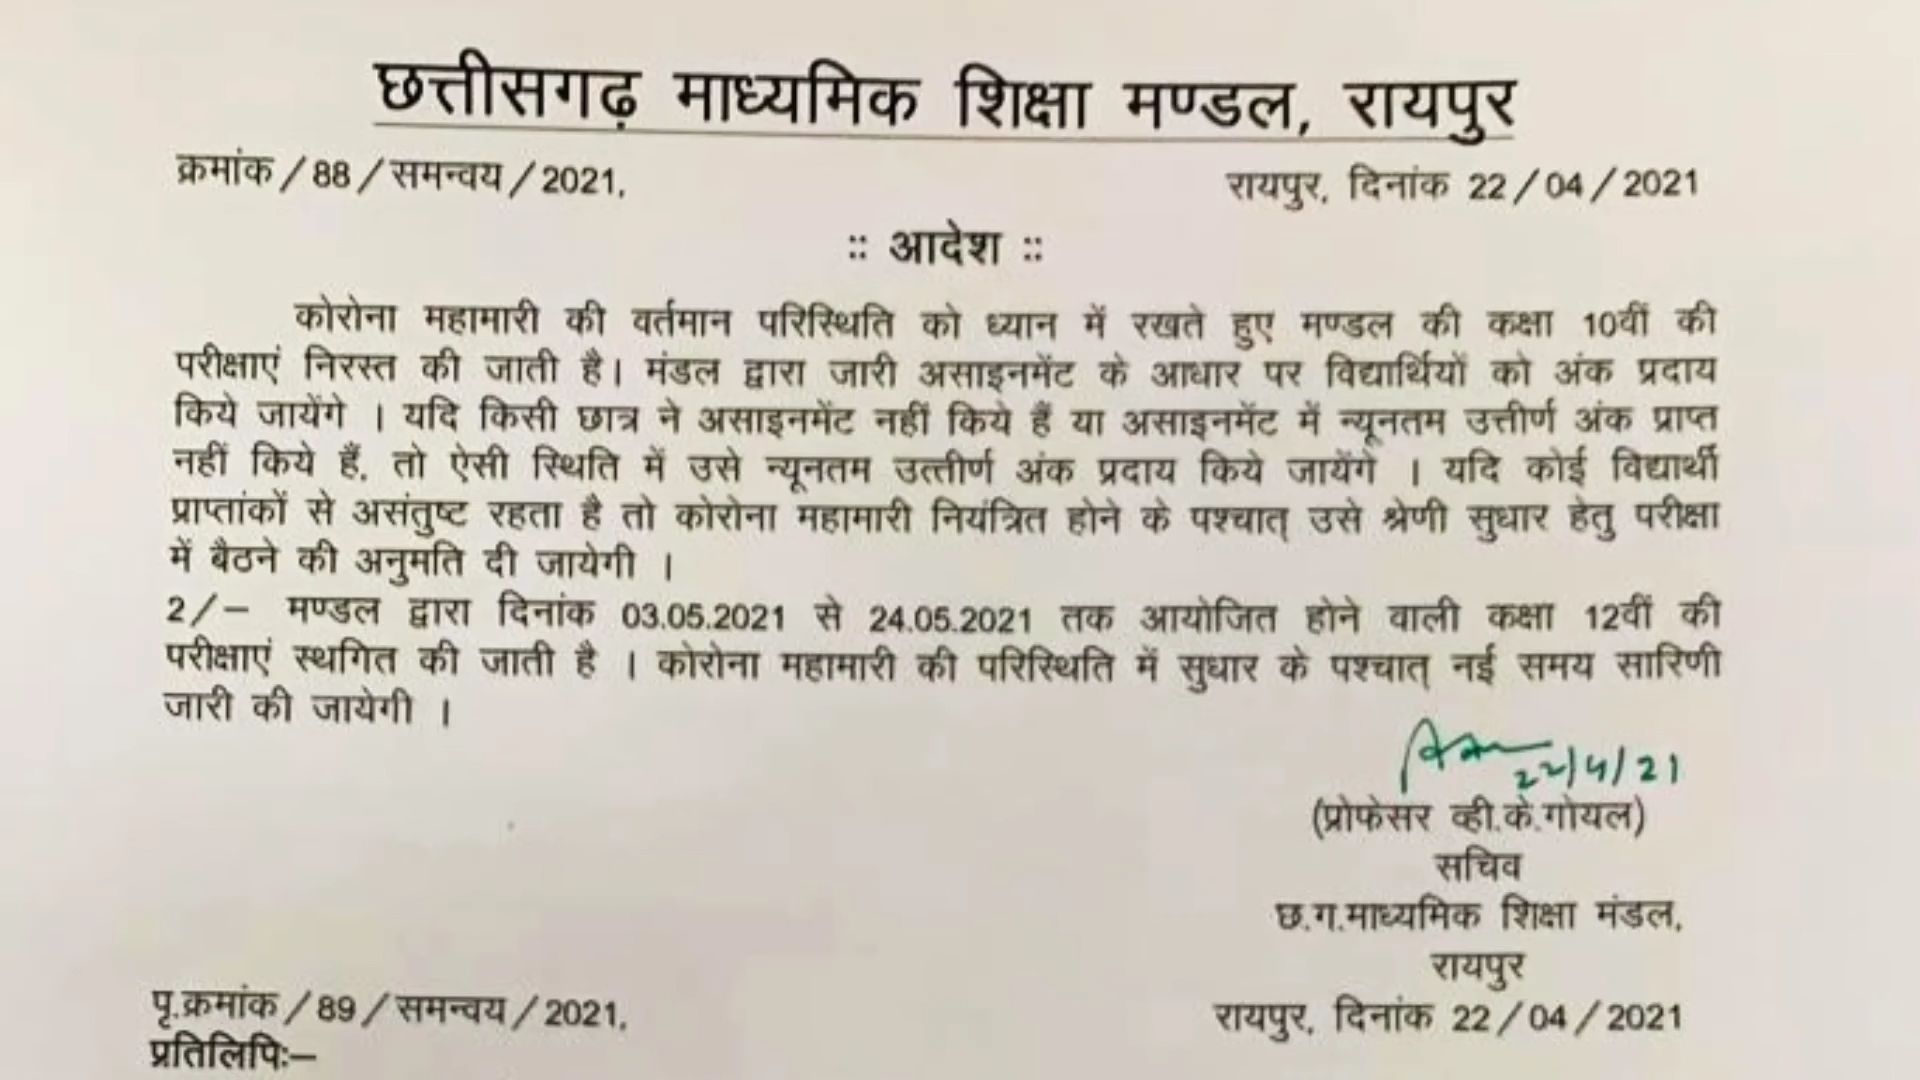 छत्तीसगढ़ माध्यमिक शिक्षा मण्डल, रायपुर
क्रमांक/88/समन्वय/2021, रायपुर, दिनांक 22/04/2021
:: आदेश ::
कोरोना महामारी की वर्तमान परिस्थिति को ध्यान में रखते हुए मण्डल की कक्षा 10वीं की
परीक्षाएं निरस्त की जाती है। मंडल द्वारा जारी असाइनमेंट के आधार पर विद्यार्थियों को अंक प्रदाय
किये जायेंगे । यदि किसी छात्र ने असाइनमेंट नहीं किये हैं या असाइनमेंट में न्यूनतम उत्तीर्ण अंक प्राप्त
नहीं किये हैं, तो ऐसी स्थिति में उसे न्यूनतम उत्तीर्ण अंक प्रदाय किये जायेंगे । यदि कोई विद्यार्थी
प्राप्तांकों से असंतुष्ट रहता है तो कोरोना महामारी नियंत्रित होने के पश्चात् उसे श्रेणी सुधार हेतु परीक्षा
में बैठने की अनुमति दी जायेगी ।
2/— मण्डल द्वारा दिनांक 03.05.2021 से 24.05.2021 तक आयोजित होने वाली कक्षा 12वीं की
परीक्षाएं स्थगित की जाती है । कोरोना महामारी की परिस्थिति में सुधार के पश्चात् नई समय सारिणी
जारी की जायेगी ।
22/4/21
(प्रोफेसर व्ही.के.गोयल)
सचिव
छ.ग.माध्यमिक शिक्षा मंडल,
रायपुर
पृ.क्रमांक/89/समन्वय/2021, रायपुर, दिनांक 22/04/2021
प्रतिलिपिः—